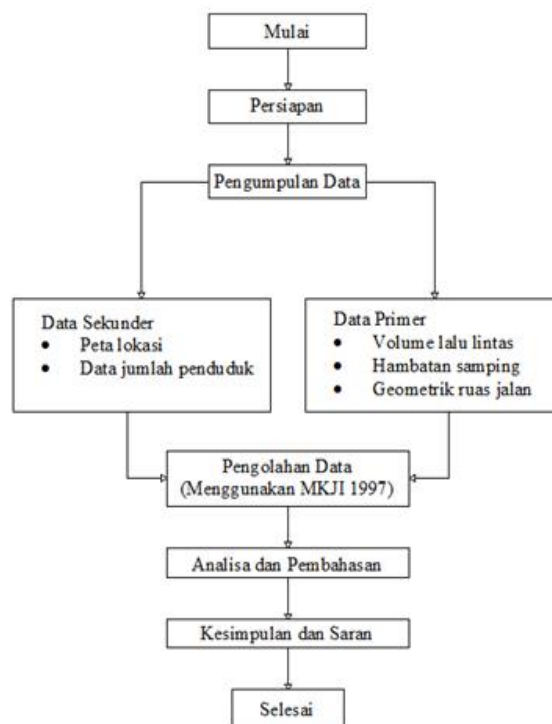 Mulai
Persiapan
Pengumpulan Data
Data Sekunder
• Peta lokasi
• Data jumlah penduduk
Data Primer
• Volume lalu lintas
• Hambatan samping
• Geometrik ruas jalan
Pengolahan Data
(Menggunakan MKJI 1997)
Analisa dan Pembahasan
Kesimpulan dan Saran
Selesai